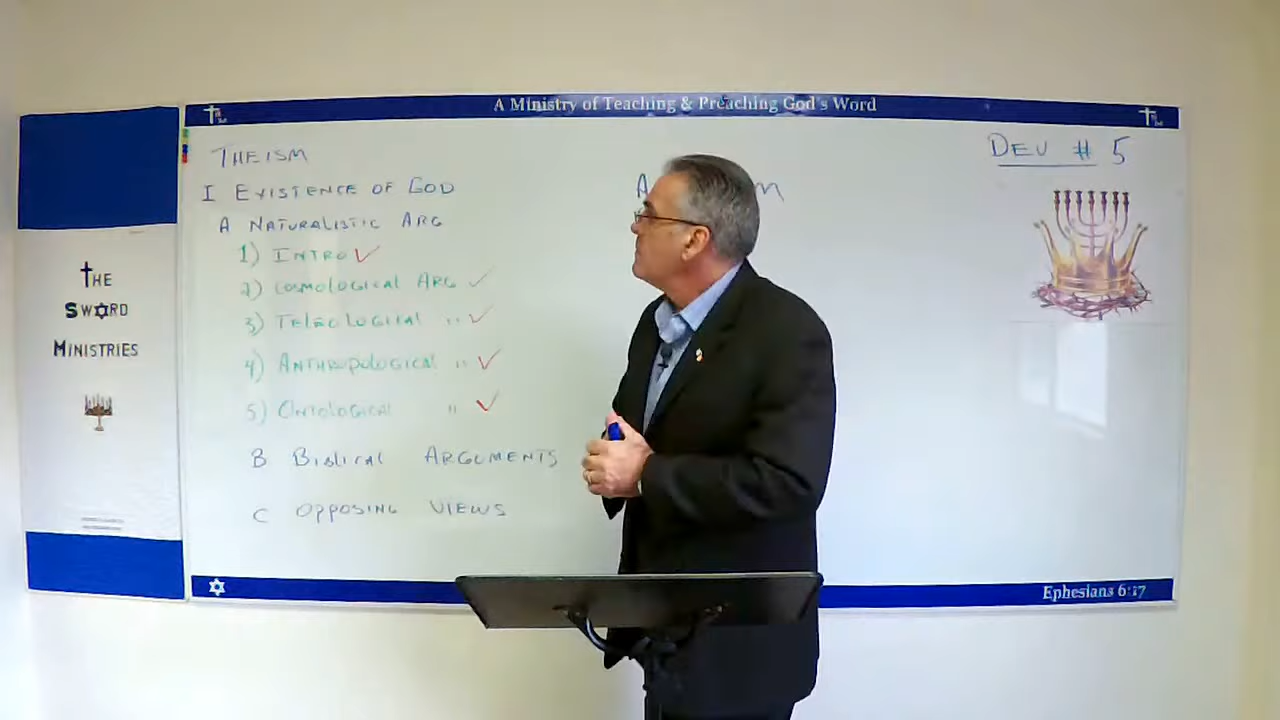 A Ministry of Teaching & Preaching God's Word
THE
SWORD
MINISTRIES
THEISM
I EXISTENCE OF GOD
A NATURALISTIC ARG
1) INTRO ✓
2) COSMOLOGICAL ARG ✓
3) TELEOLOGICAL " ✓
4) ANTHROPOLOGICAL " ✓
5) ONTOLOGICAL " ✓
B BIBLICAL ARGUMENTS
C OPPOSING VIEWS
DEV # 5
Ephesians 6:17